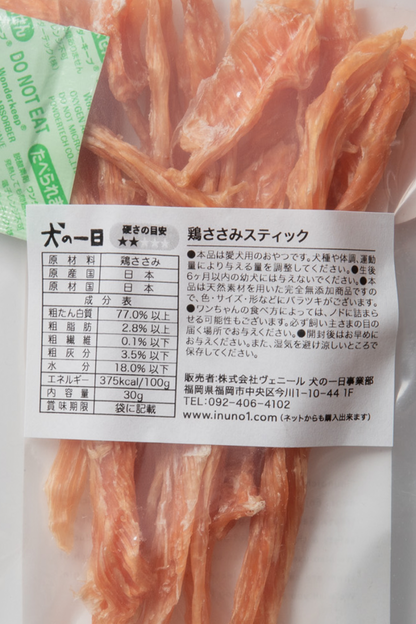 DO NOT EAT
たべられま
Wonderkeep
犬の一日
硬さの目安
★★★★★
原材料 鶏ささみ
原産国 日本
原材国 日本
成分表
粗たん白質 77.0%以上
粗脂肪 2.8%以上
粗繊維 0.1%以下
粗灰分 3.5%以下
水分 18.0%以下
エネルギー 375kcal/100g
内容量 30g
賞味期限 袋に記載
鶏ささみスティック
●本品は愛犬用のおやつです。犬種や体調、運動
量により与える量を調整してください。●生後
6ヶ月以内の幼犬には与えないでください。●本
品は天然素材を用いた完全無添加商品ですの
で、色・サイズ・形などにバラツキがございます。
●ワンちゃんの食べ方によっては、ノドに詰まら
せる可能性もございます。必ず飼い主さまの目の
届く場所でお与えください。●開封後はお早めに
お与えください。また、湿気を避け涼しいところで
保存してください。
販売者:株式会社ヴェニール 犬の一日事業部
福岡県福岡市中央区今川1-10-44 1F
TEL:092-406-4102
www.inuno1.com (ネットからも購入出来ます)